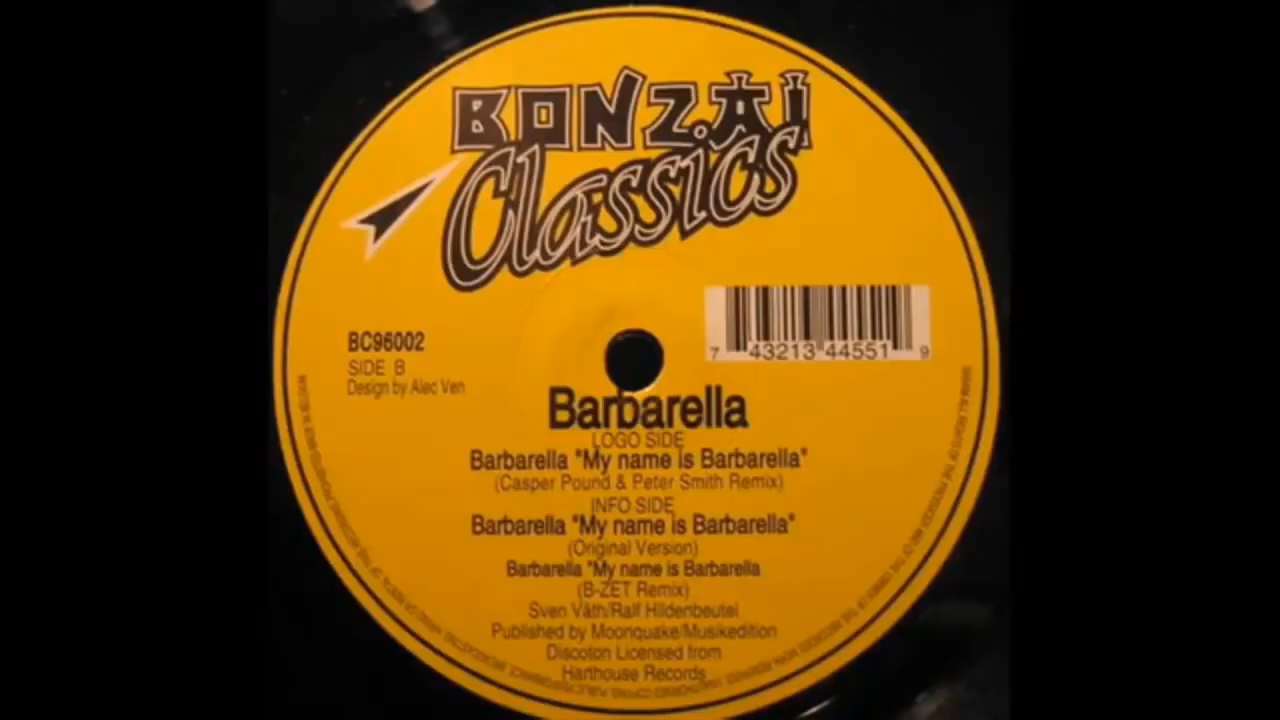 BONZAI
Classics
BC96002
SIDE B
Design by Alec Ven
7 43213 44551 9
Barbarella
LOGO SIDE
Barbarella "My name is Barbarella"
(Casper Pound & Peter Smith Remix)
INFO SIDE
Barbarella "My name is Barbarella"
(Original Version)
Barbarella "My name is Barbarella
(B-ZET Remix)
Sven Väth/Ralf Hildenbeutel
Published by Moonquake/Musikedition
Discoton Licensed from
Harthouse Records